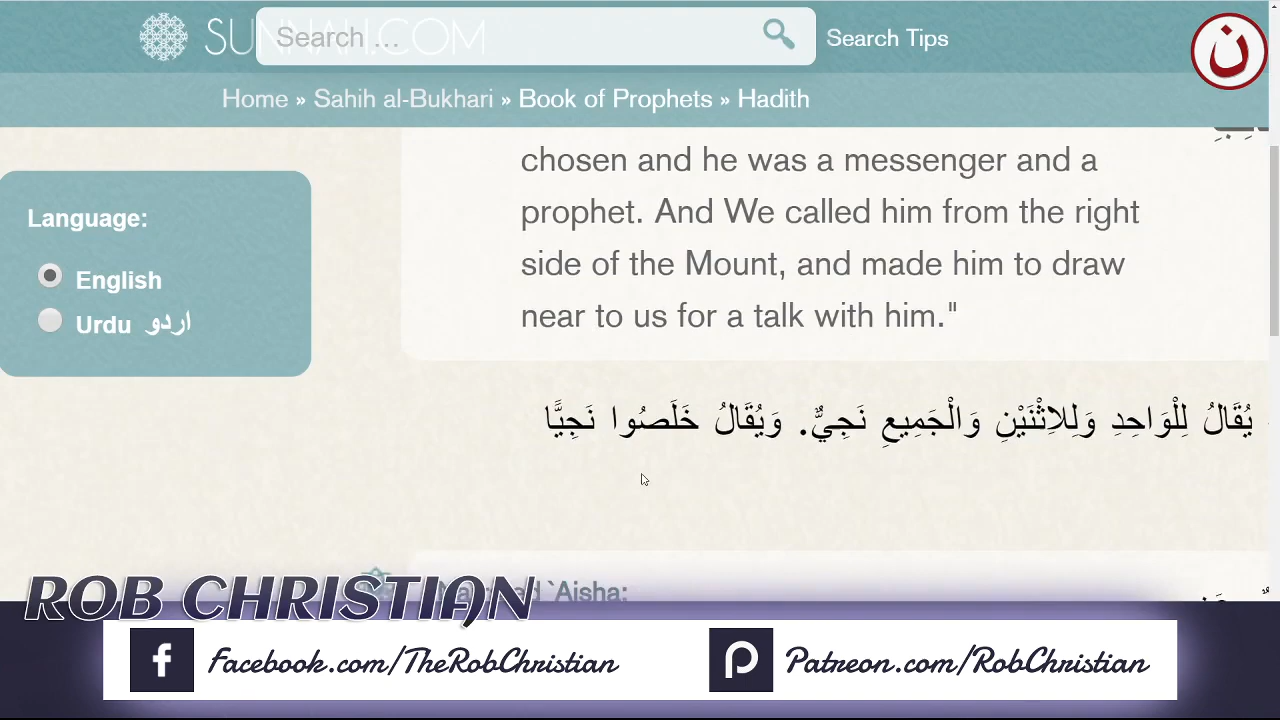 SUNNAH.COM
Search ...
Search Tips
ن
Home » Sahih al-Bukhari » Book of Prophets » Hadith
chosen and he was a messenger and a
prophet. And We called him from the right
side of the Mount, and made him to draw
near to us for a talk with him."
Language:
English
Urdu اردو
يُقَالُ لِلْوَاحِدِ وَلِلاِثْنَيْنِ وَالْجَمِيعِ نَجِيٌّ. وَيُقَالُ خَلَصُوا نَجِيًّا
`Aisha:
ROB CHRISTIAN
Facebook.com/TheRobChristian
Patreon.com/RobChristian